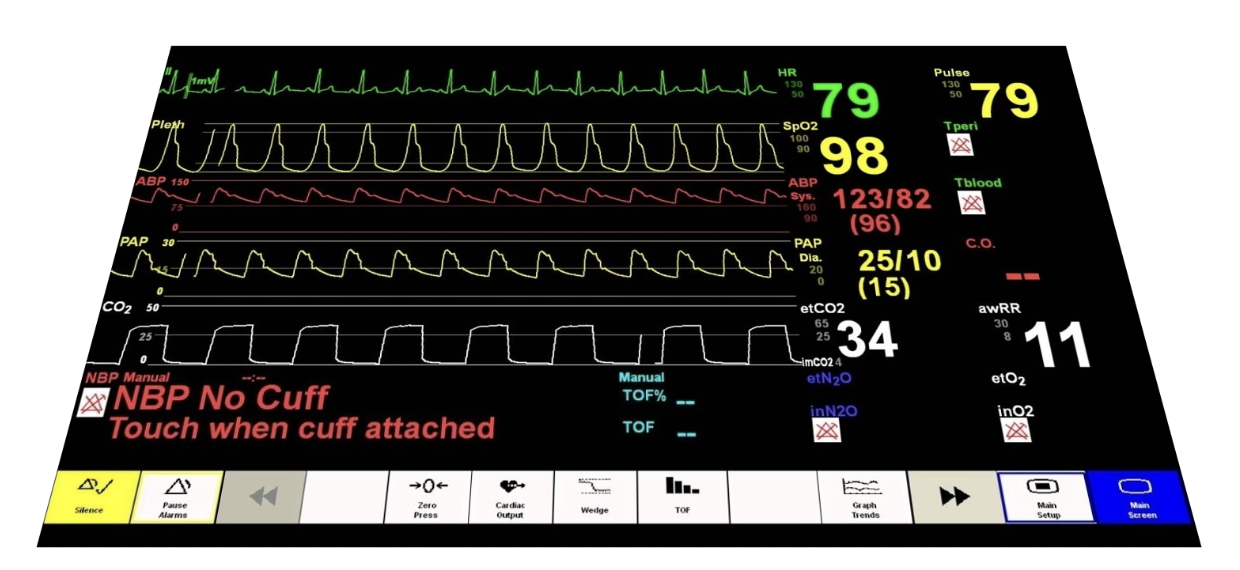 II
1mV
HR
130
50
79
Pulse
130
50
79
Pleth
SpO2
100
90
98
Tperi
ABP 150
75
0
ABP
Sys.
160
90
123/82
(96)
Tblood
PAP 30
15
0
PAP
Dia.
20
0
25/10
(15)
C.O.
--
CO2 50
25
0
etCO2
65
25
34
imCO2 4
awRR
30
8
11
NBP Manual --:--
NBP No Cuff
Touch when cuff attached
Manual
TOF% --
TOF --
etN2O
inN2O
etO2
inO2
Silence
Pause
Alarms
Zero
Press
Cardiac
Output
Wedge
TOF
Graph
Trends
Main
Setup
Main
Screen